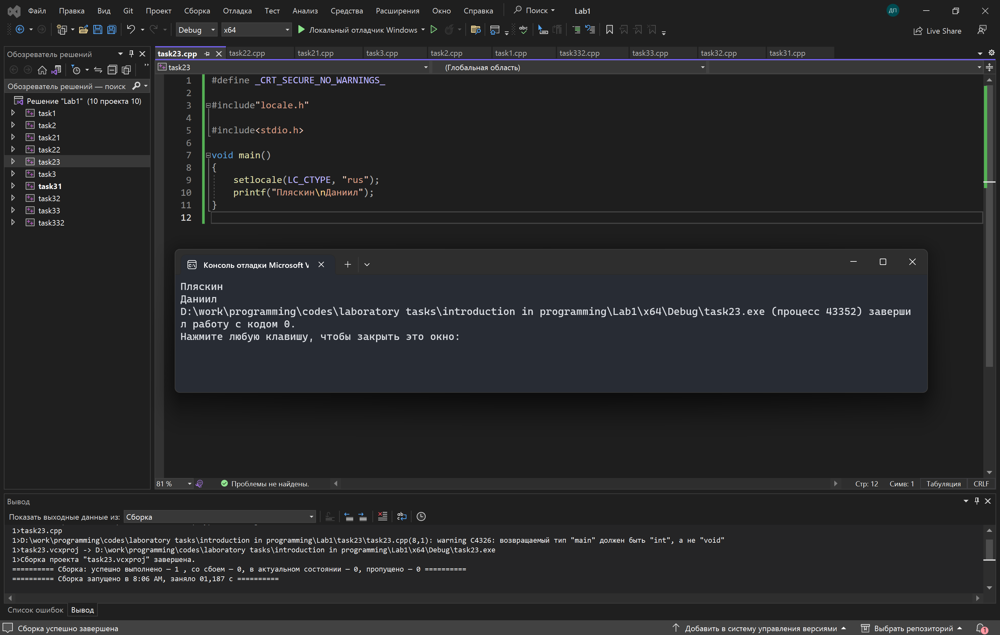 Файл Правка Вид Git Проект Сборка Отладка Тест Анализ Средства Расширения Окно Справка Поиск Lab1 ДП
Debug x64 Локальный отладчик Windows abc Live Share
Обозреватель решений
Обозреватель решений — поиск
Решение "Lab1" (10 проекта 10)
task1
task2
task21
task22
task23
task3
task31
task32
task33
task332
task23.cpp task22.cpp task21.cpp task3.cpp task2.cpp task1.cpp task332.cpp task33.cpp task32.cpp task31.cpp
task23 (Глобальная область)
1 #define _CRT_SECURE_NO_WARNINGS_
2
3 #include"locale.h"
4
5 #include<stdio.h>
6
7 void main()
8 {
9 setlocale(LC_CTYPE, "rus");
10 printf("Пляскин\nДаниил");
11 }
12
Консоль отладки Microsoft V
Пляскин
Даниил
D:\work\programming\codes\laboratory tasks\introduction in programming\Lab1\x64\Debug\task23.exe (процесс 43352) заверши
л работу с кодом 0.
Нажмите любую клавишу, чтобы закрыть это окно:
81 % Проблемы не найдены. Стр: 12 Симв: 1 Табуляция CRLF
Вывод
Показать выходные данные из: Сборка
1>task23.cpp
1>D:\work\programming\codes\laboratory tasks\introduction in programming\Lab1\task23\task23.cpp(8,1): warning C4326: возвращаемый тип "main" должен быть "int", а не "void"
1>task23.vcxproj -> D:\work\programming\codes\laboratory tasks\introduction in programming\Lab1\x64\Debug\task23.exe
1>Сборка проекта "task23.vcxproj" завершена.
========== Сборка: успешно выполнено — 1 , со сбоем — 0, в актуальном состоянии — 0, пропущено — 0 ==========
========== Сборка запущено в 8:06 AM, заняло 01,187 с ==========
Список ошибок Вывод
Сборка успешно завершена Добавить в систему управления версиями Выбрать репозиторий 1